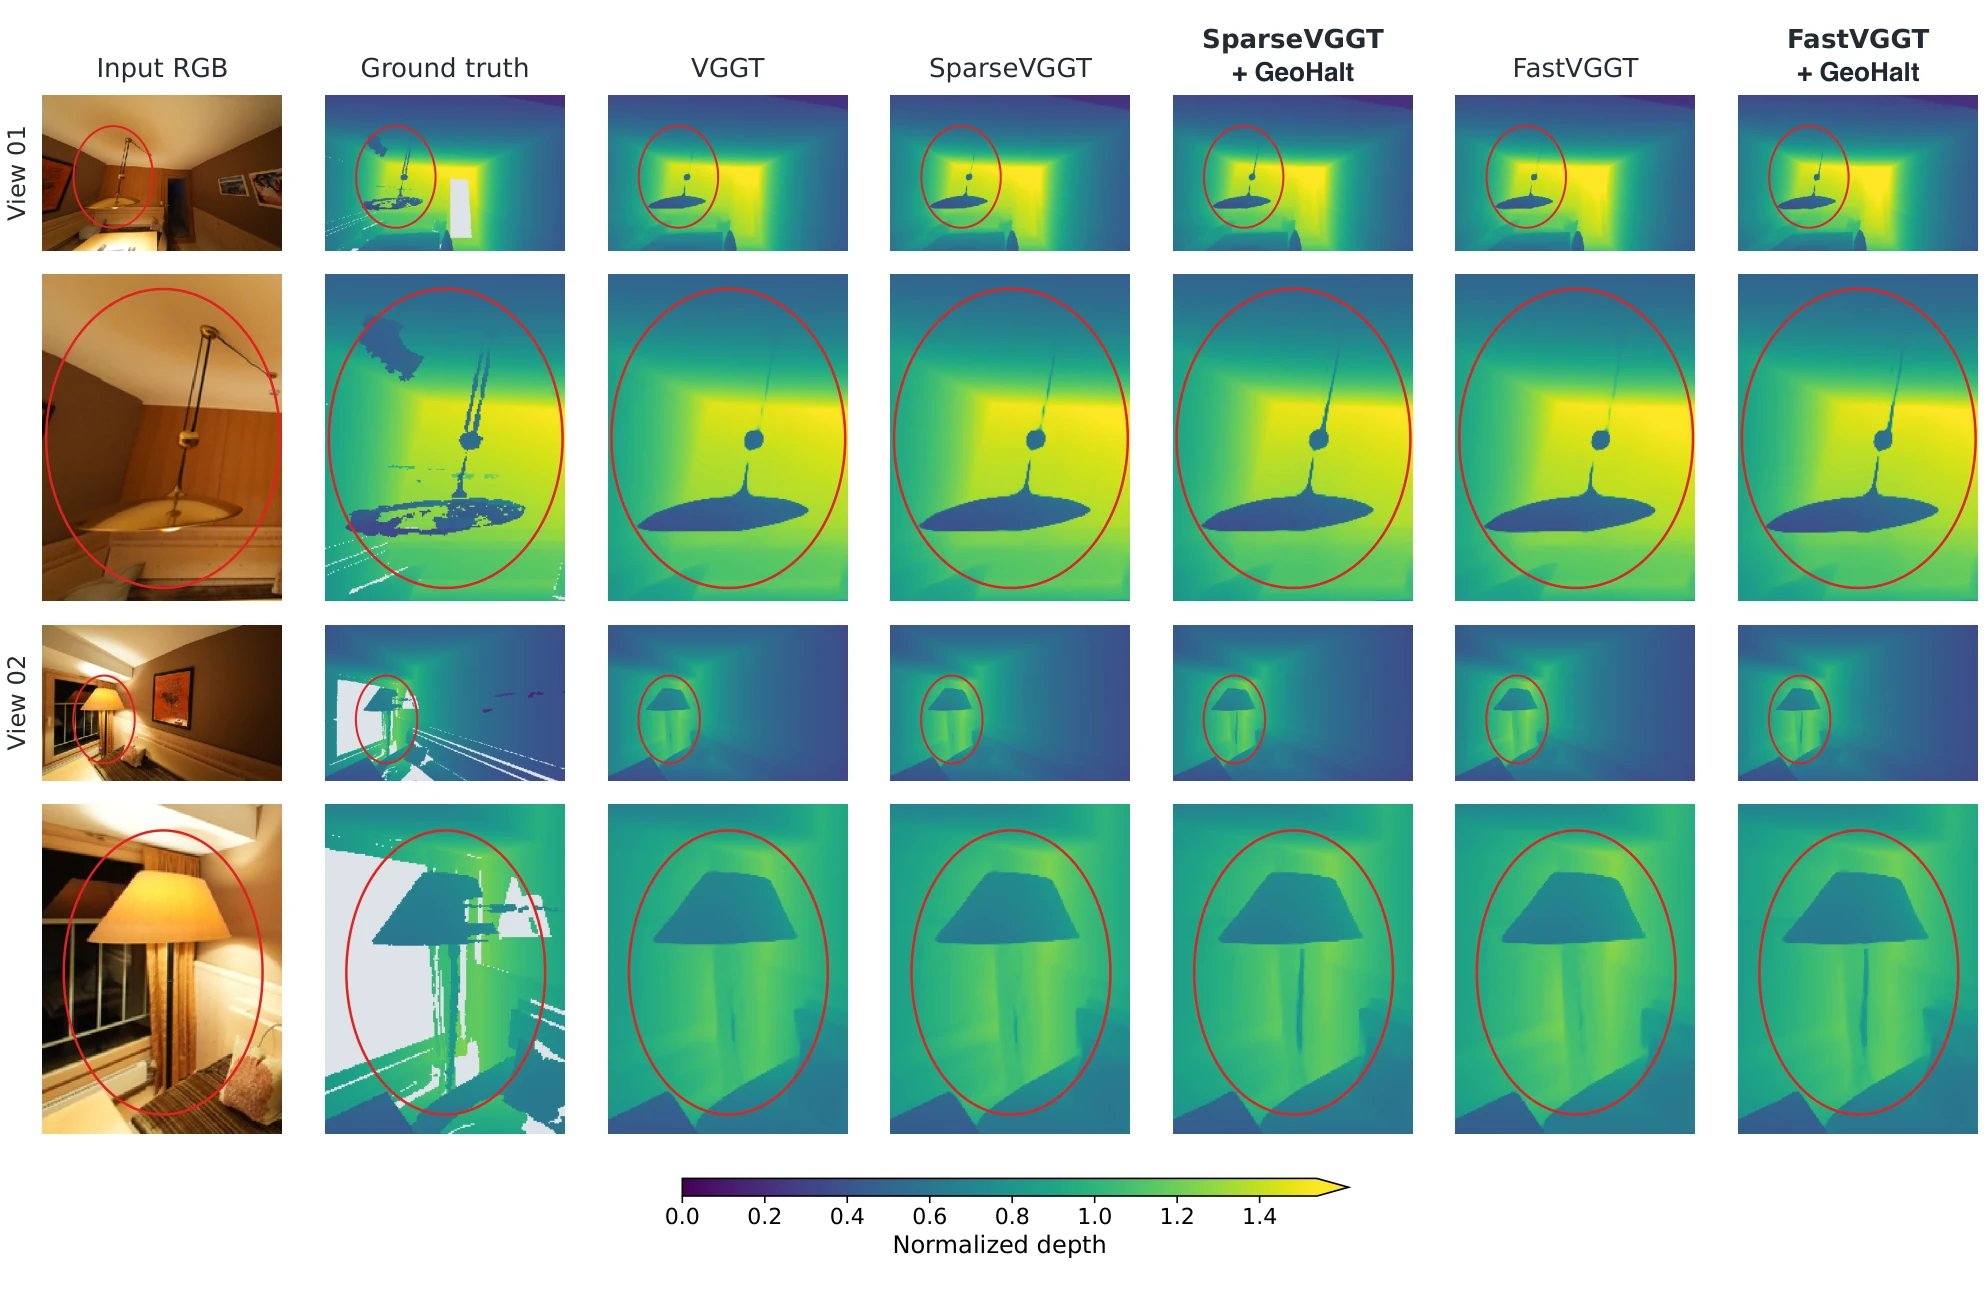 Input RGB
Ground truth
VGGT
SparseVGGT
SparseVGGT
+ GeoHalt
FastVGGT
FastVGGT
+ GeoHalt
View 01
View 02
0.0 0.2 0.4 0.6 0.8 1.0 1.2 1.4
Normalized depth